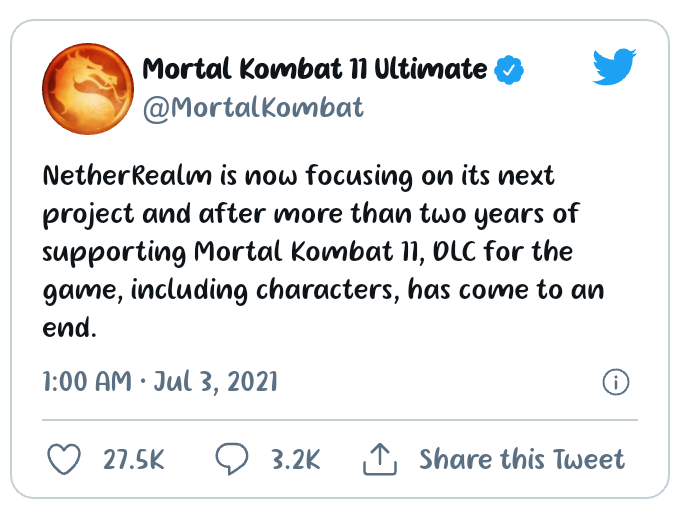 Mortal Kombat 11 Ultimate
@MortalKombat
NetherRealm is now focusing on its next
project and after more than two years of
supporting Mortal Kombat 11, DLC for the
game, including characters, has come to an
end.
1:00 AM · Jul 3, 2021
27.5K 3.2K Share this Tweet